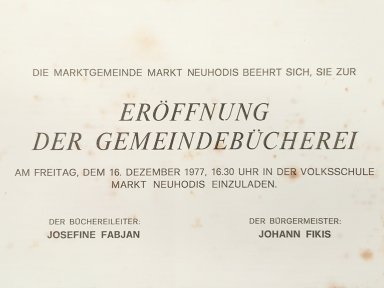 DIE MARKTGEMEINDE MARKT NEUHODIS BEEHRT SICH, SIE ZUR
ERÖFFNUNG
DER GEMEINDEBÜCHEREI
AM FREITAG, DEM 16. DEZEMBER 1977, 16.30 UHR IN DER VOLKSSCHULE
MARKT NEUHODIS EINZULADEN.
DER BÜCHEREILEITER:
JOSEFINE FABJAN
DER BÜRGERMEISTER:
JOHANN FIKIS